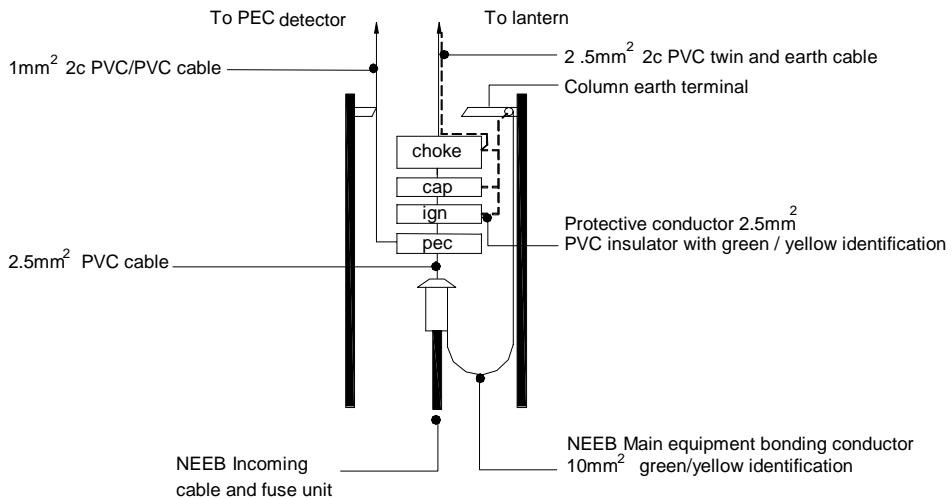 To PEC detector
To lantern
1mm² 2c PVC/PVC cable
2 .5mm² 2c PVC twin and earth cable
Column earth terminal
choke
cap
ign
pec
Protective conductor 2.5mm²
PVC insulator with green / yellow identification
2.5mm² PVC cable
NEEB Incoming
cable and fuse unit
NEEB Main equipment bonding conductor
10mm² green/yellow identification